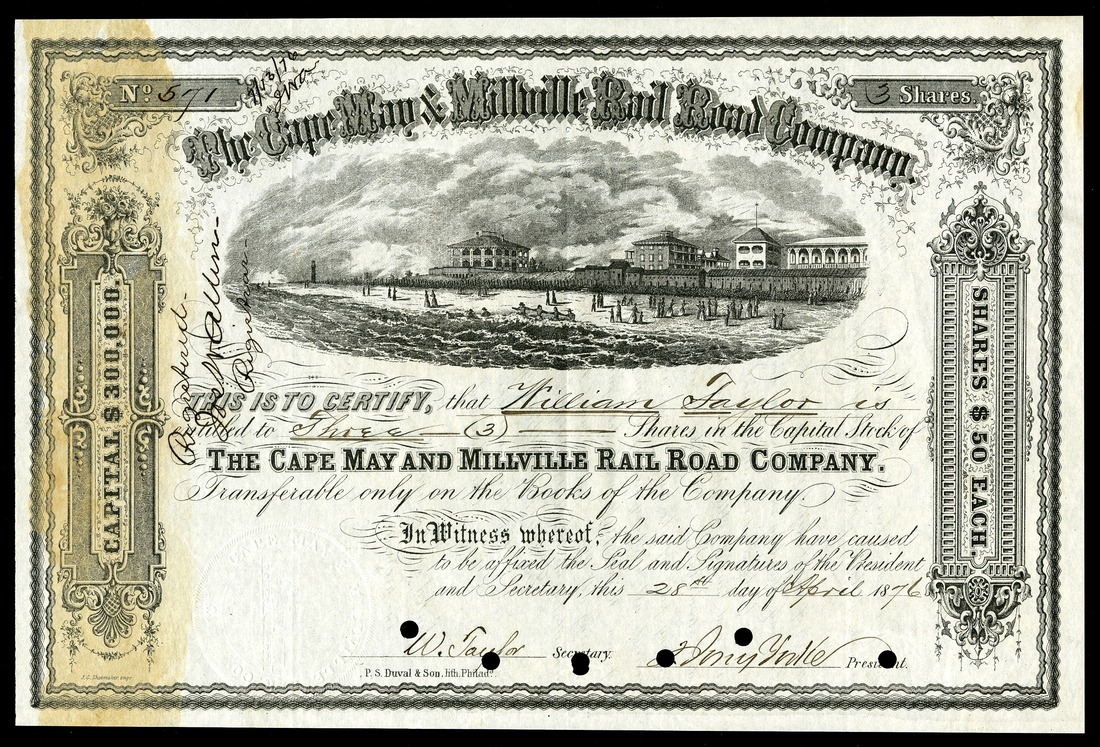 No. 571
3 Shares.
The Cape May & Millville Rail Road Company.
CAPITAL $300,000.
SHARES $50 EACH.
THIS IS TO CERTIFY, that William Taylor is
entitled to Three (3) Shares in the Capital Stock of
THE CAPE MAY AND MILLVILLE RAIL ROAD COMPANY.
Transferable only on the Books of the Company.
In Witness whereof, the said Company have caused
to be affixed the Seal and Signatures of the President
and Secretary, this 28th day of April 1876
W. Taylor Secretary. President.
P. S. Duval & Son, lith. Philada.